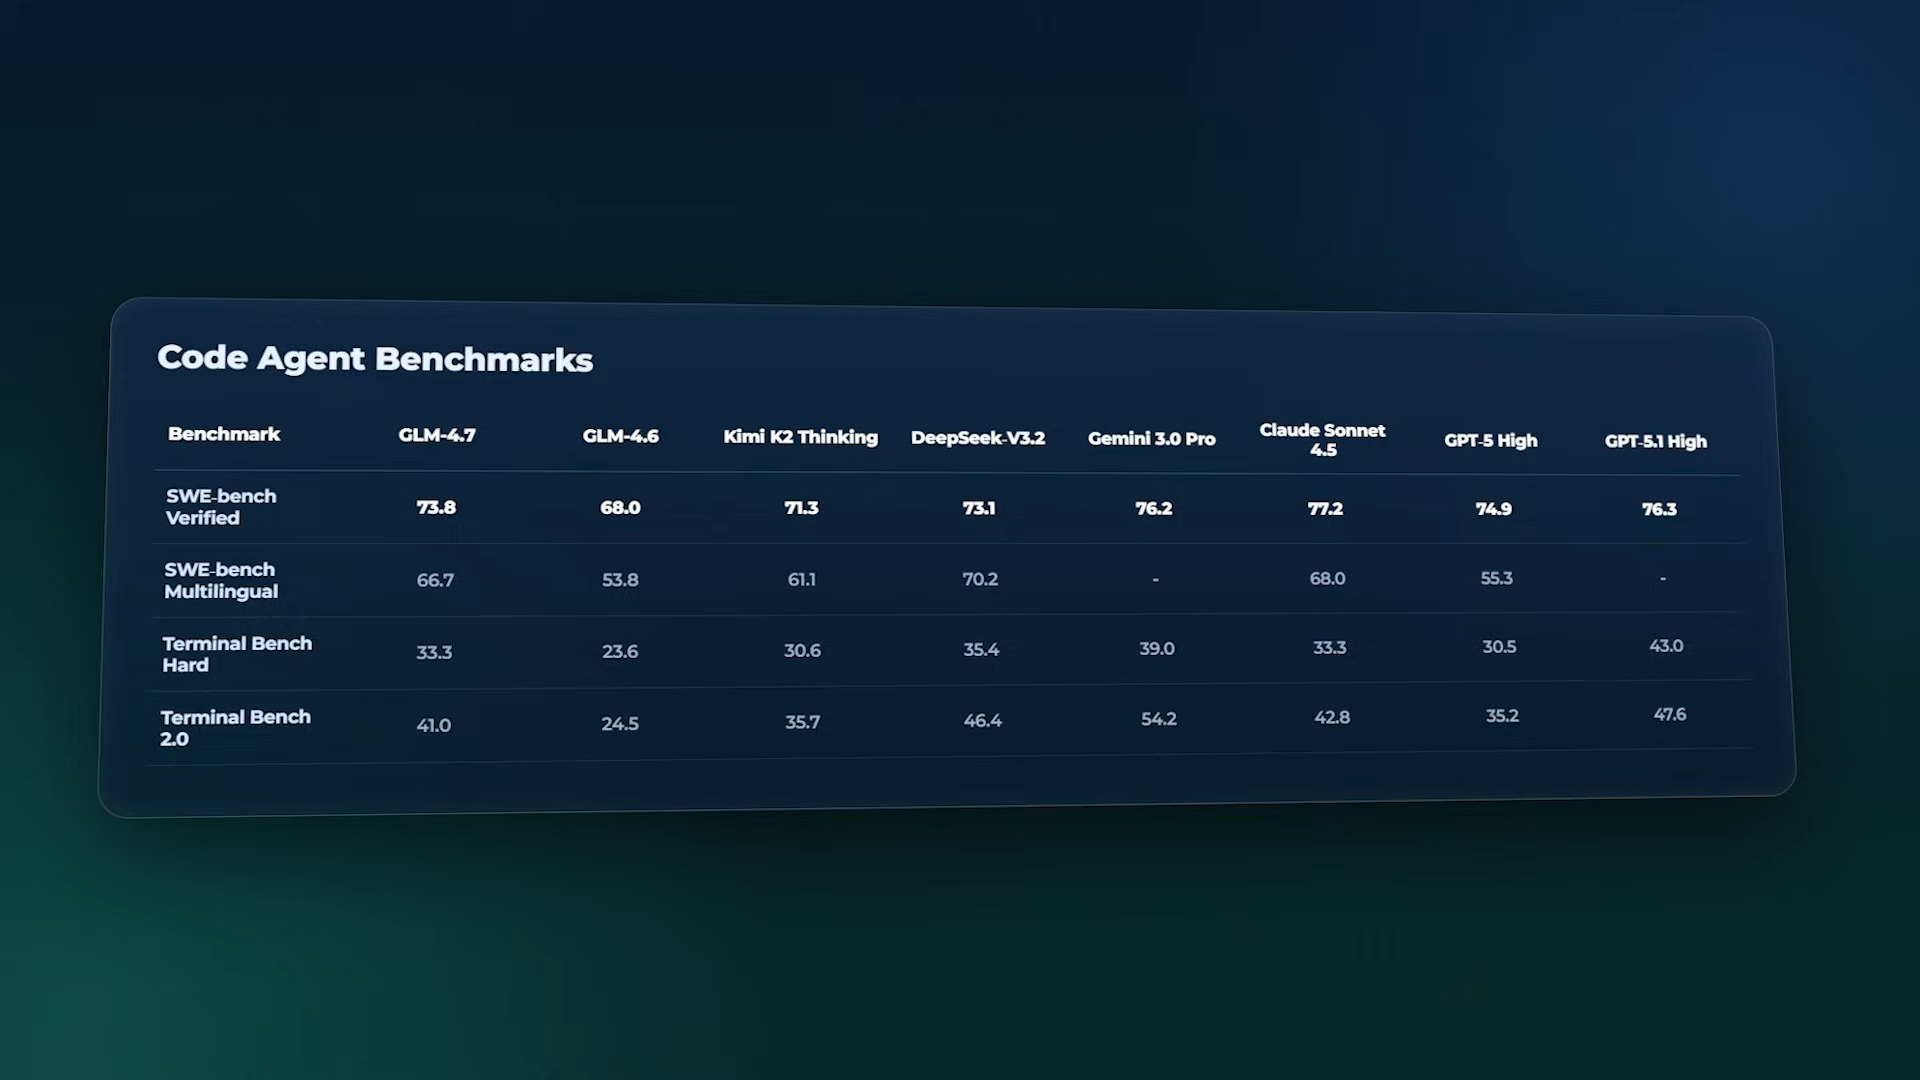 Code Agent Benchmarks
Benchmark GLM-4.7 GLM-4.6 Kimi K2 Thinking DeepSeek-V3.2 Gemini 3.0 Pro Claude Sonnet 4.5 GPT-5 High GPT-5.1 High
SWE-bench Verified 73.8 68.0 71.3 73.1 76.2 77.2 74.9 76.3
SWE-bench Multilingual 66.7 53.8 61.1 70.2 - 68.0 55.3 -
Terminal Bench Hard 33.3 23.6 30.6 35.4 39.0 33.3 30.5 43.0
Terminal Bench 2.0 41.0 24.5 35.7 46.4 54.2 42.8 35.2 47.6